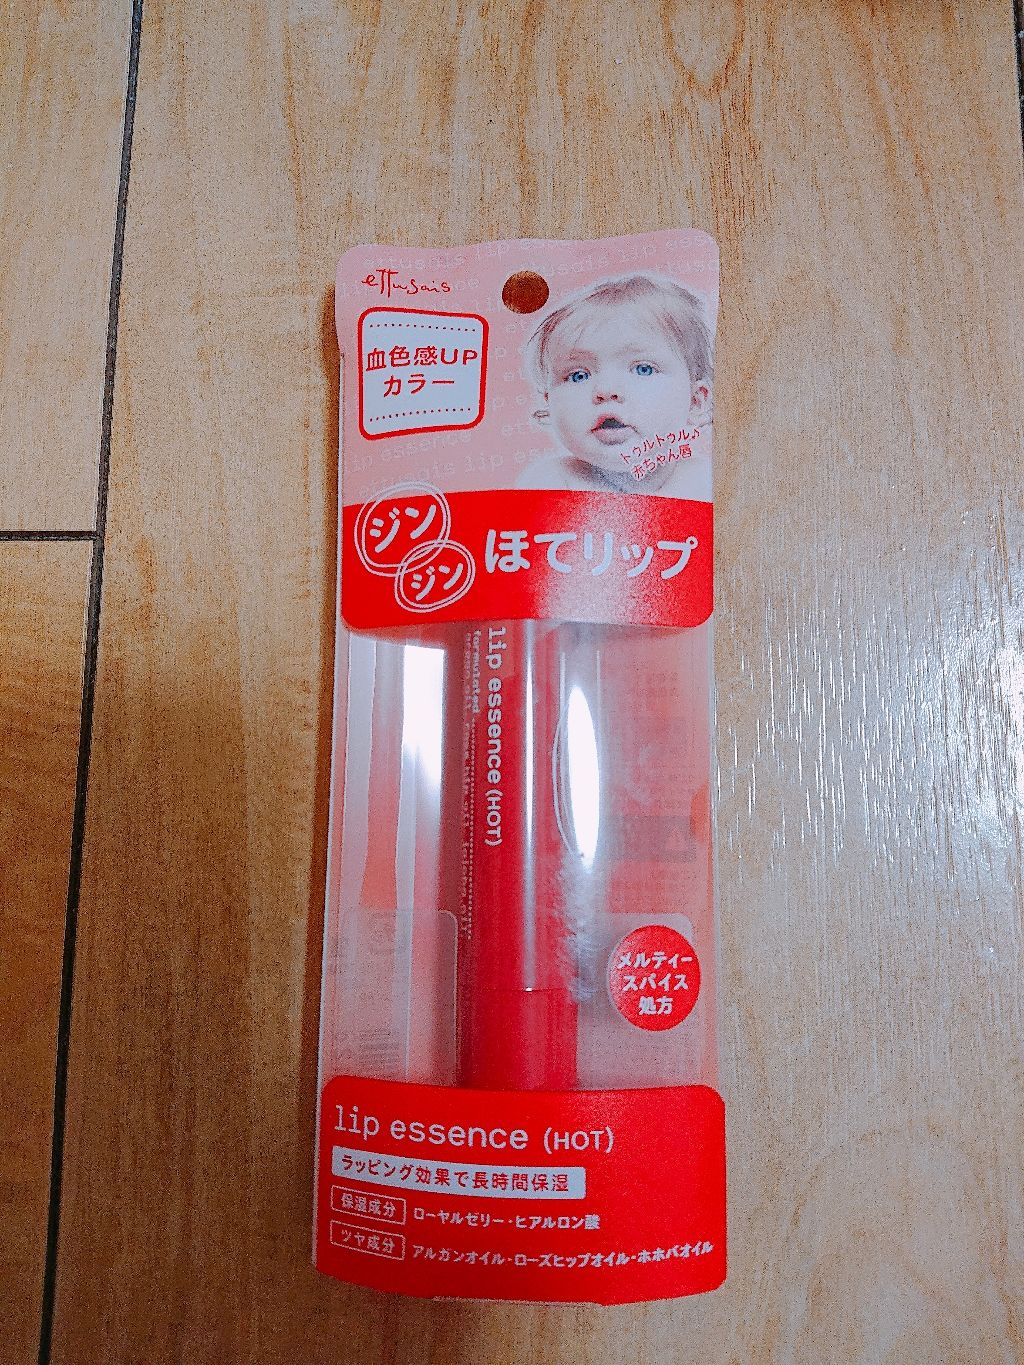 ettusais
血色感UP
カラー
トゥルトゥル♪
赤ちゃん唇
ジン
ジン
ほてリップ
lip essence (HOT)
formulated
メルティー
スパイス
処方
lip essence (HOT)
ラッピング効果で長時間保湿
保湿成分 ローヤルゼリー・ヒアルロン酸
ツヤ成分 アルガンオイル・ローズヒップオイル・ホホバオイル